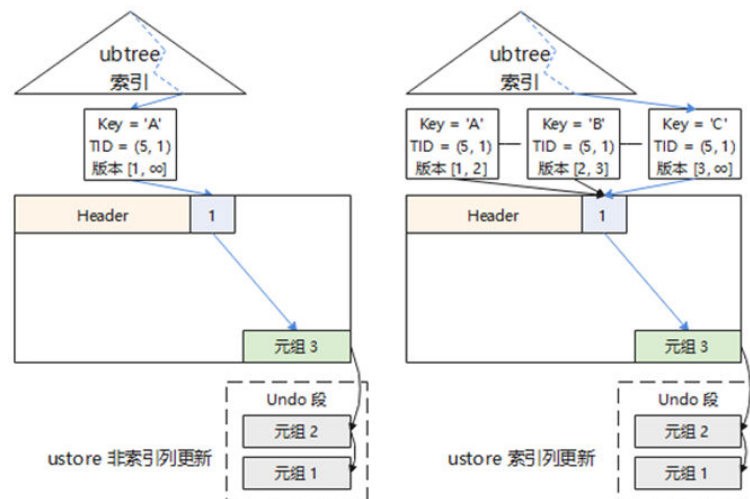 ubtree
索引
Key = 'A'
TID = (5, 1)
版本 [1, ∞]
Header
1
元组 3
Undo 段
元组 2
元组 1
ustore 非索引列更新
ubtree
索引
Key = 'A'
TID = (5, 1)
版本 [1, 2]
Key = 'B'
TID = (5, 1)
版本 [2, 3]
Key = 'C'
TID = (5, 1)
版本 [3, ∞]
Header
1
元组 3
Undo 段
元组 2
元组 1
ustore 索引列更新